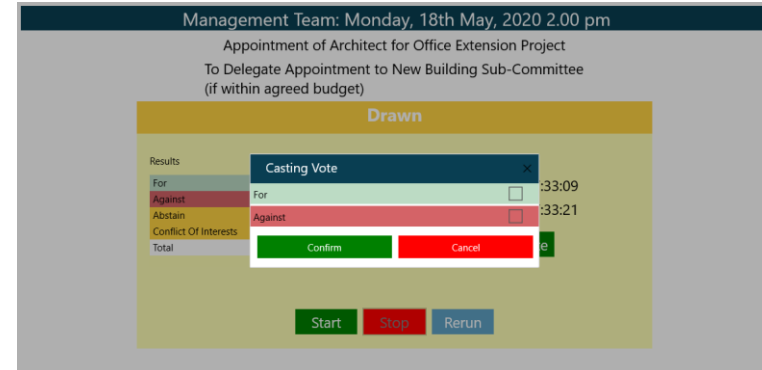 Management Team: Monday, 18th May, 2020 2.00 pm
Appointment of Architect for Office Extension Project
To Delegate Appointment to New Building Sub-Committee
(if within agreed budget)
Drawn
Results
Casting Vote ×
For
:33:09
Against
:33:21
Abstain
Conflict Of Interests
Total
e
For
Against
Confirm Cancel
Start Stop Rerun